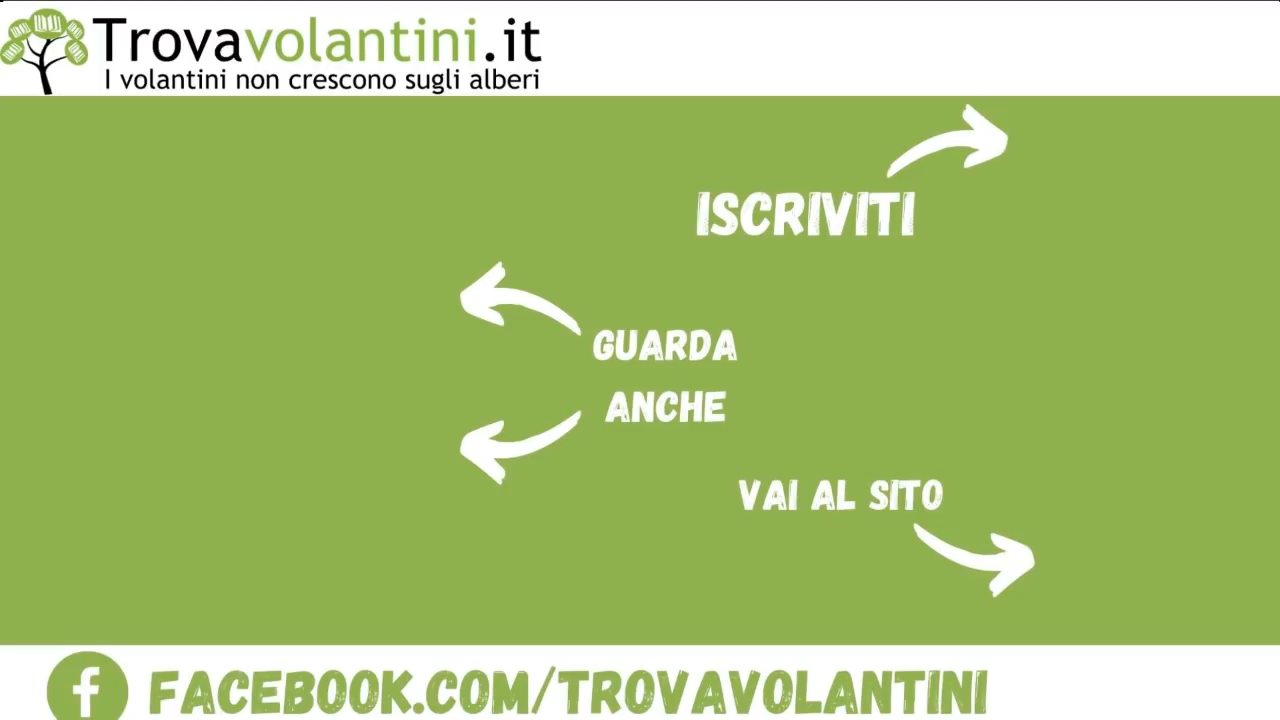 Trovavolantini.it
I volantini non crescono sugli alberi
ISCRIVITI
GUARDA
ANCHE
VAI AL SITO
FACEBOOK.COM/TROVAVOLANTINI